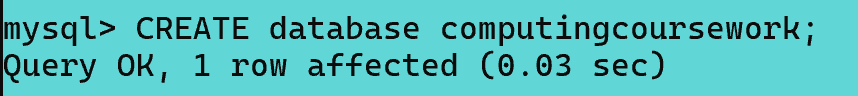 mysql> CREATE database computingcoursework;
Query OK, 1 row affected (0.03 sec)